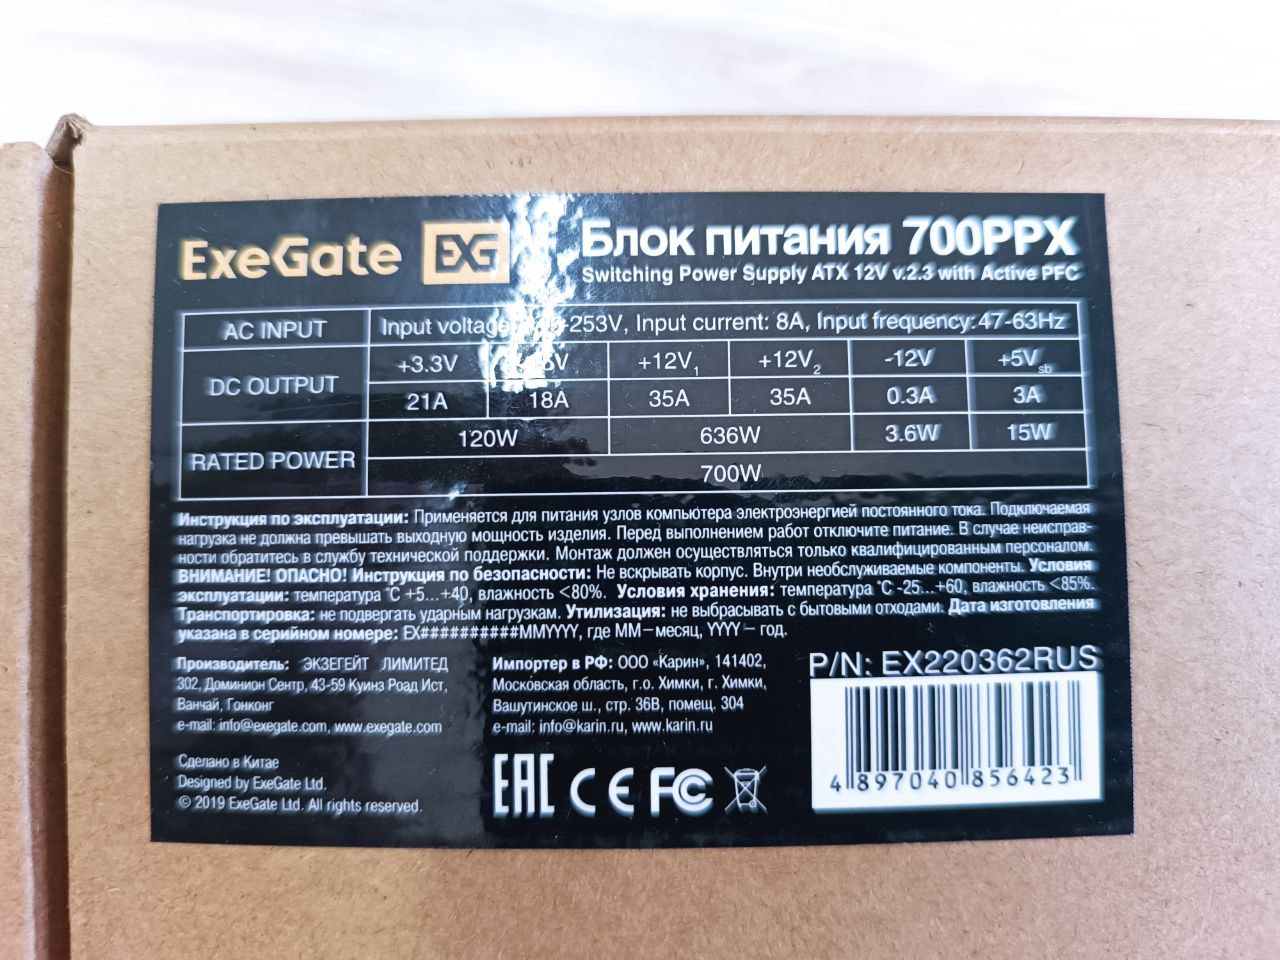 ExeGate EXG Блок питания 700PPX
Switching Power Supply ATX 12V v.2.3 with Active PFC
AC INPUT Input voltage -253V, Input current: 8A, Input frequency:47-63Hz
DC OUTPUT +3.3V +12V1 +12V2 -12V +5Vsb
21A 18A 35A 35A 0.3A 3A
RATED POWER 120W 636W 3.6W 15W
700W
Инструкция по эксплуатации: Применяется для питания узлов компьютера электроэнергией постоянного тока. Подключаемая
нагрузка не должна превышать выходную мощность изделия. Перед выполнением работ отключите питание. В случае неисправ-
ности обратитесь в службу технической поддержки. Монтаж должен осуществляться только квалифицированным персоналом.
ВНИМАНИЕ! ОПАСНО! Инструкция по безопасности: Не вскрывать корпус. Внутри необслуживаемые компоненты. Условия
эксплуатации: температура °C +5...+40, влажность <80%. Условия хранения: температура °C -25...+60, влажность <85%.
Транспортировка: не подвергать ударным нагрузкам. Утилизация: не выбрасывать с бытовыми отходами. Дата изготовления
указана в серийном номере: EX##########MMYYYY, где MM – месяц, YYYY – год.
Производитель: ЭКЗЕГЕЙТ ЛИМИТЕД
302, Доминион Сентр, 43-59 Куинз Роад Ист,
Ванчай, Гонконг
e-mail: info@exegate.com, www.exegate.com
Сделано в Китае
Designed by ExeGate Ltd.
© 2019 ExeGate Ltd. All rights reserved.
Импортер в РФ: ООО «Карин», 141402,
Московская область, г.о. Химки, г. Химки,
Вашутинское ш., стр. 36В, помещ. 304
e-mail: info@karin.ru, www.karin.ru
EAC CE FC
P/N: EX220362RUS
4 897040 856423